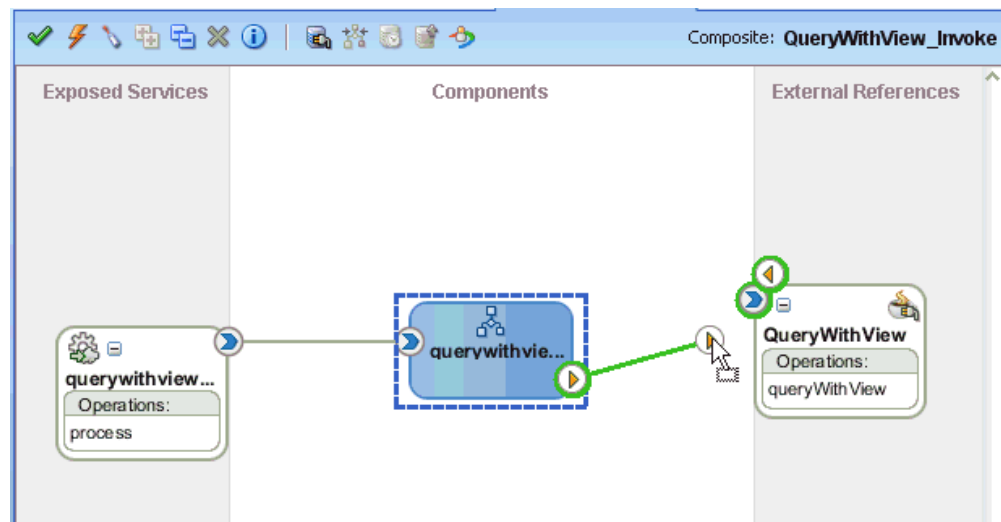 Composite: QueryWithView_Invoke
Exposed Services
Components
External References
querywithview...
Operations:
process
querywithvie...
QueryWithView
Operations:
queryWithView